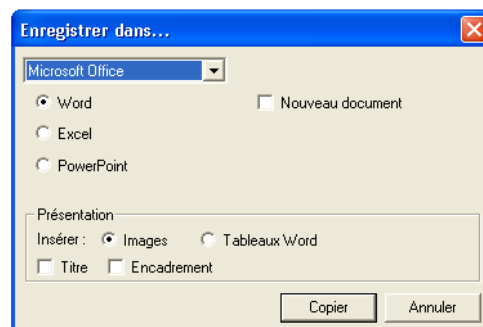 Enregistrer dans...
Microsoft Office
Word Nouveau document
Excel
PowerPoint
Présentation
Insérer : Images Tableaux Word
Titre Encadrement
Copier Annuler